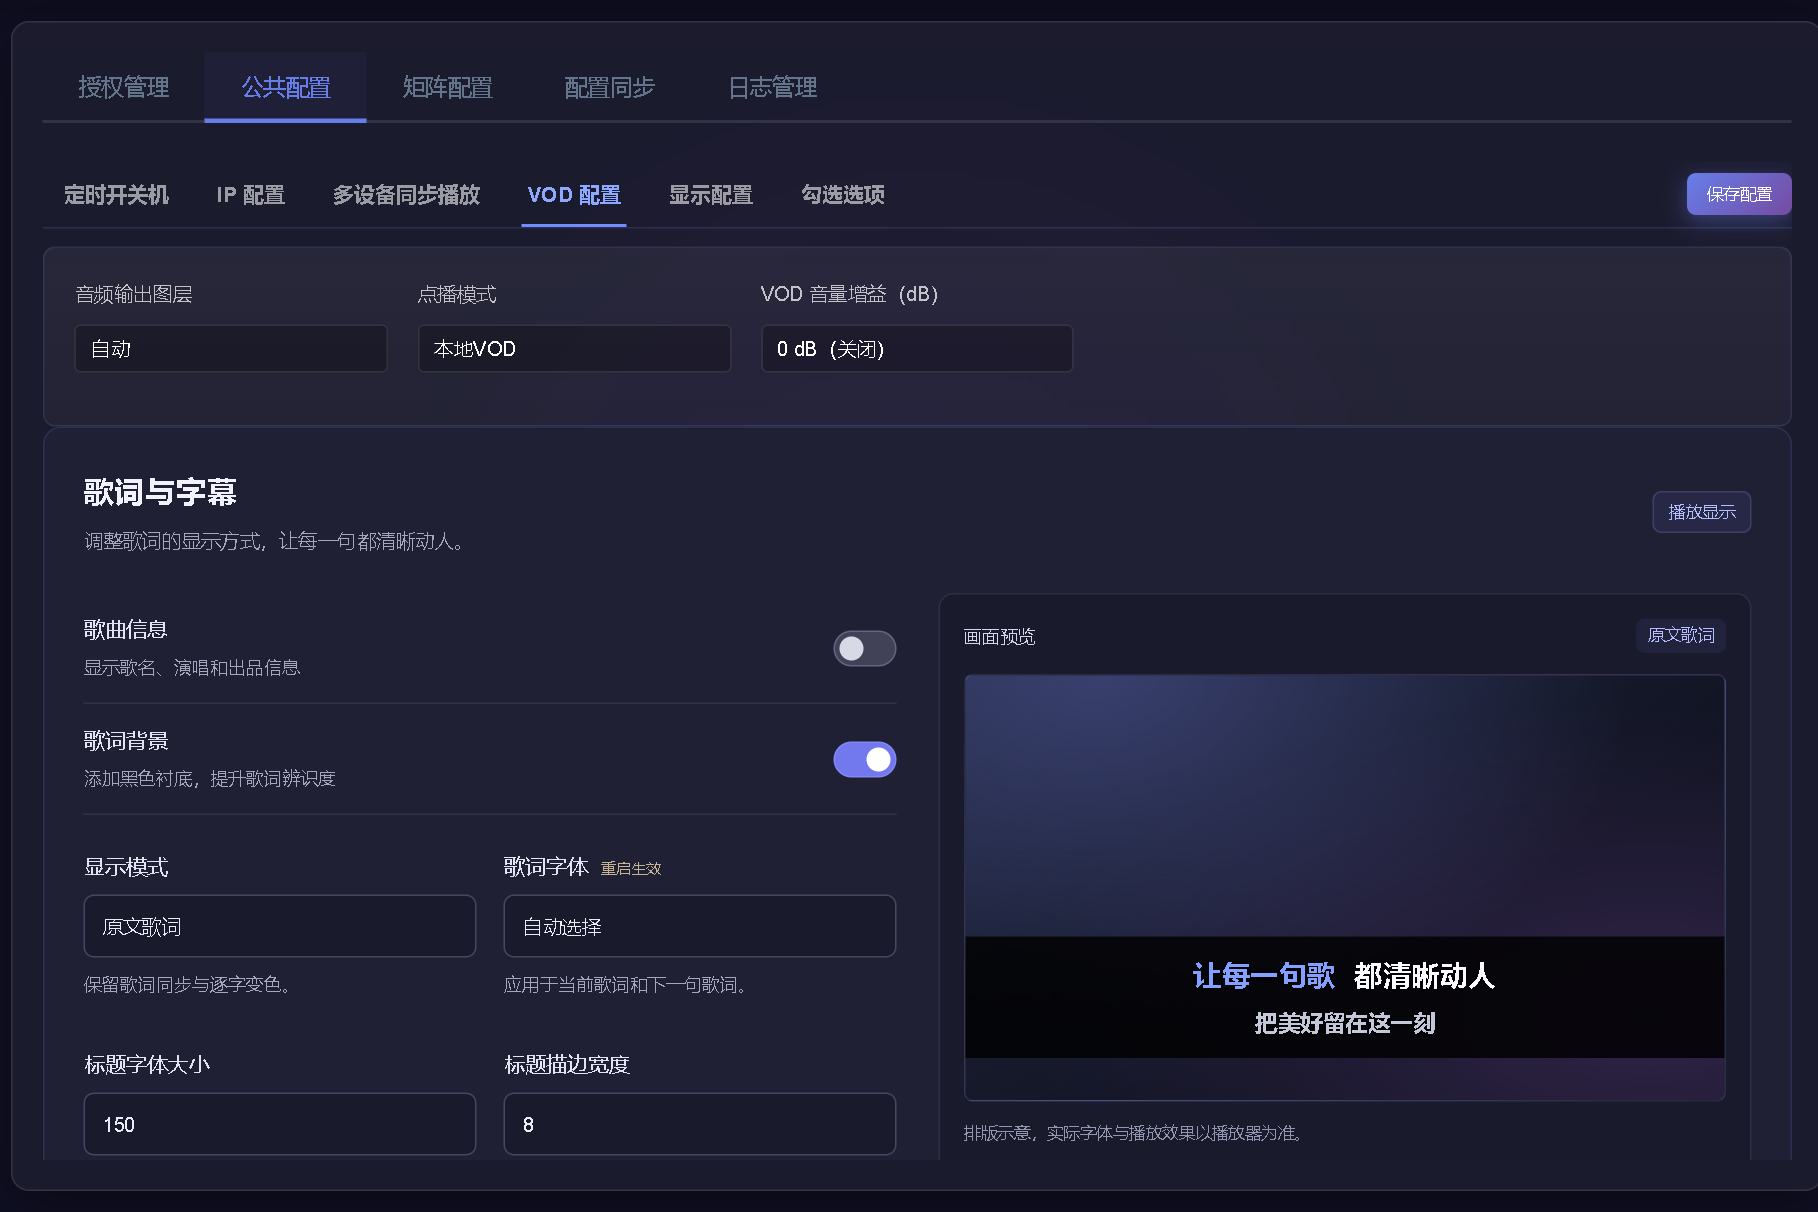 授权管理 公共配置 矩阵配置 配置同步 日志管理
定时开关机 IP 配置 多设备同步播放 VOD 配置 显示配置 勾选选项 保存配置
音频输出图层 点播模式 VOD 音量增益（dB）
自动 本地VOD 0 dB（关闭）
歌词与字幕
播放显示
调整歌词的显示方式，让每一句都清晰动人。
歌曲信息
显示歌名、演唱和出品信息
歌词背景
添加黑色衬底，提升歌词辨识度
显示模式 歌词字体 重启生效
原文歌词 自动选择
保留歌词同步与逐字变色。 应用于当前歌词和下一句歌词。
标题字体大小 标题描边宽度
150 8
画面预览 原文歌词
让每一句歌 都清晰动人
把美好留在这一刻
排版示意，实际字体与播放效果以播放器为准。